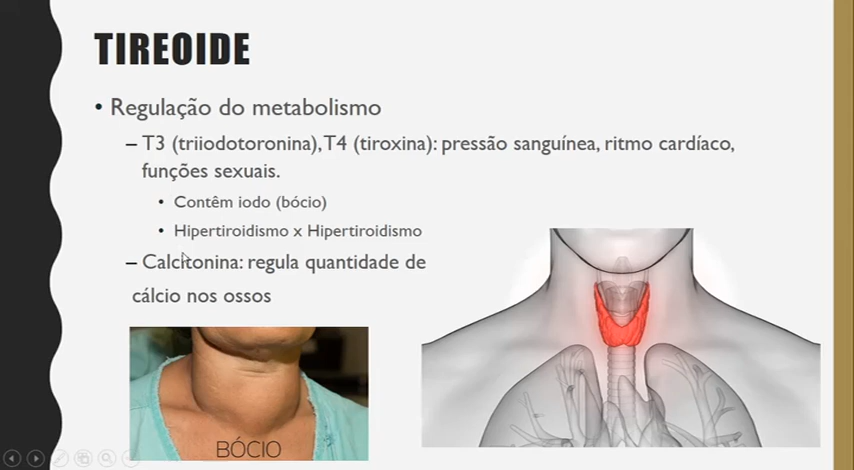 TIREOIDE
• Regulação do metabolismo
– T3 (triiodotoronina), T4 (tiroxina): pressão sanguínea, ritmo cardíaco,
funções sexuais.
• Contêm iodo (bócio)
• Hipertiroidismo x Hipertiroidismo
– Calcitonina: regula quantidade de
cálcio nos ossos
BÓCIO